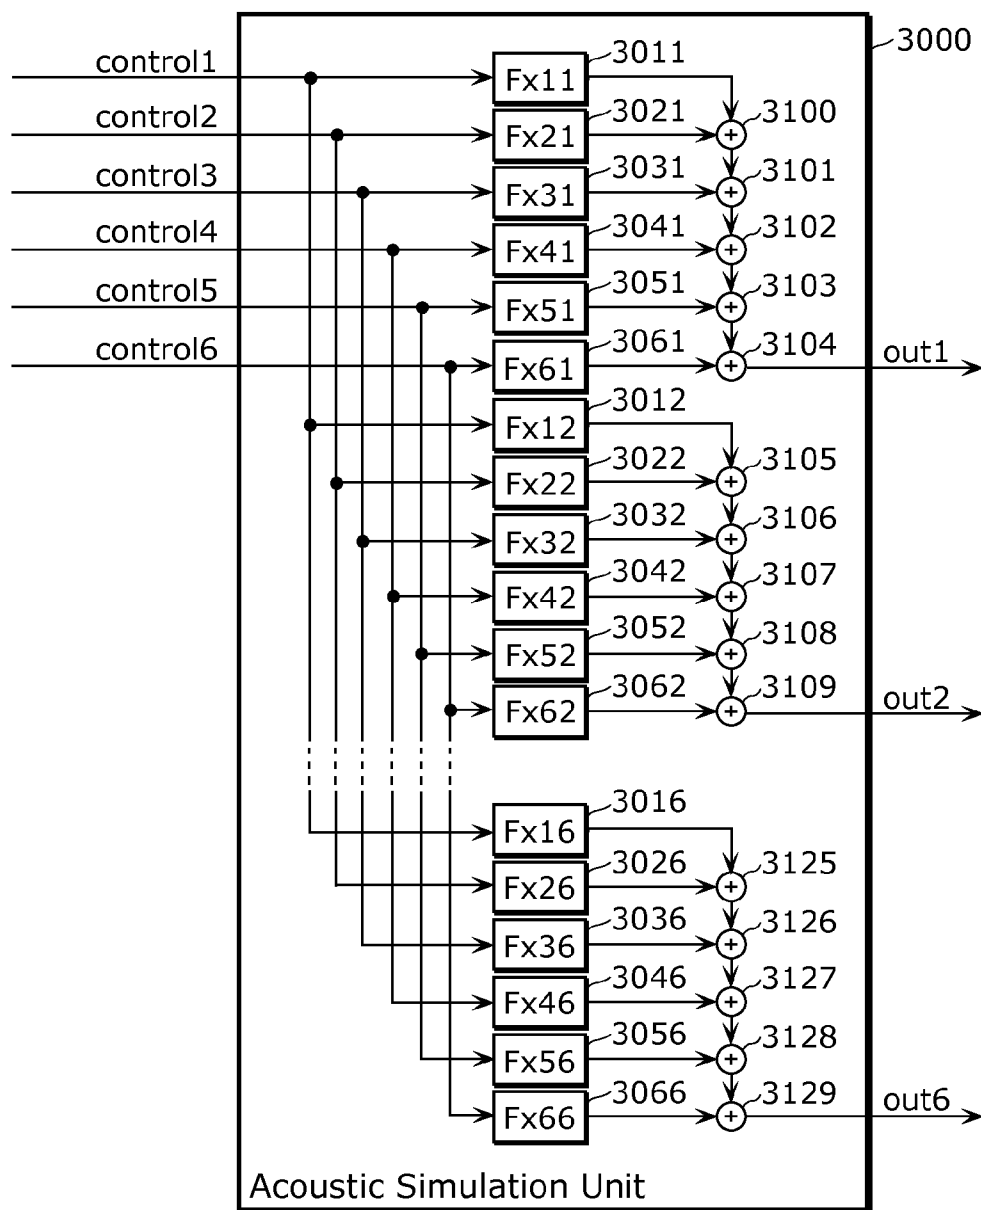 3000
control1
Fx11
3011
control2
Fx21
3021
3100
control3
Fx31
3031
3101
control4
Fx41
3041
3102
control5
Fx51
3051
3103
control6
Fx61
3061
3104
out1
Fx12
3012
Fx22
3022
3105
Fx32
3032
3106
Fx42
3042
3107
Fx52
3052
3108
Fx62
3062
3109
out2
Fx16
3016
Fx26
3026
3125
Fx36
3036
3126
Fx46
3046
3127
Fx56
3056
3128
Fx66
3066
3129
out6
Acoustic Simulation Unit